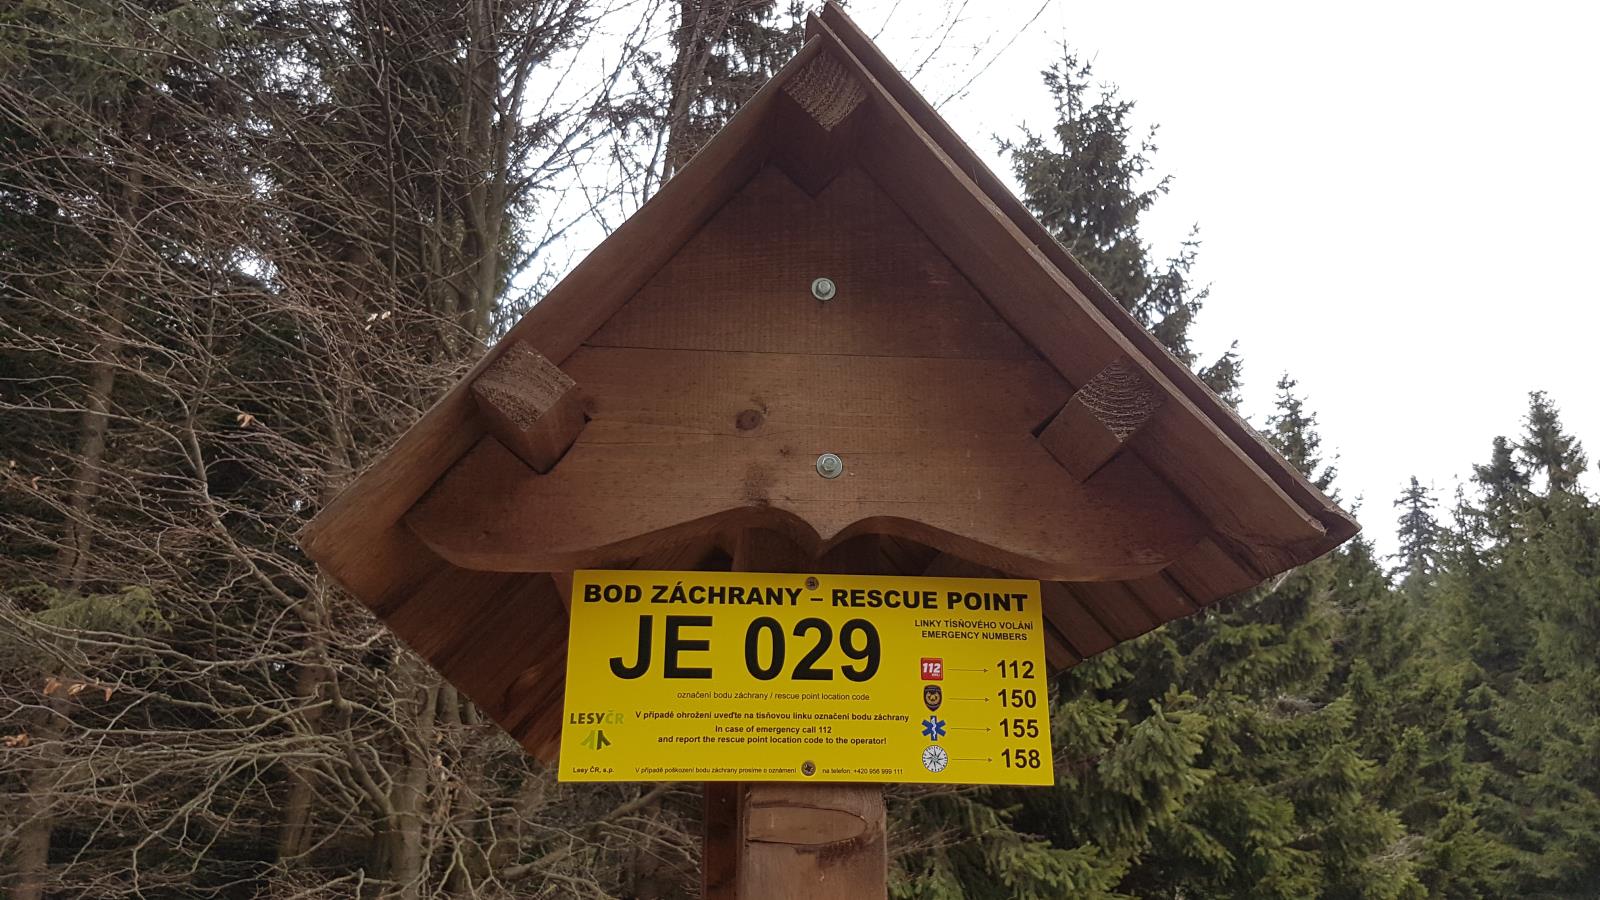 BOD ZÁCHRANY – RESCUE POINT
JE 029
označení bodu záchrany / rescue point location code
V případě ohrožení uveďte na tísňovou linku označení bodu záchrany
In case of emergency call 112
and report the rescue point location code to the operator!
LESYČR
Lesy ČR, s.p.
V případě poškození bodu záchrany prosíme o oznámení na telefon: +420 956 999 111
LINKY TÍSŇOVÉHO VOLÁNÍ
EMERGENCY NUMBERS
112 112
150
155
158